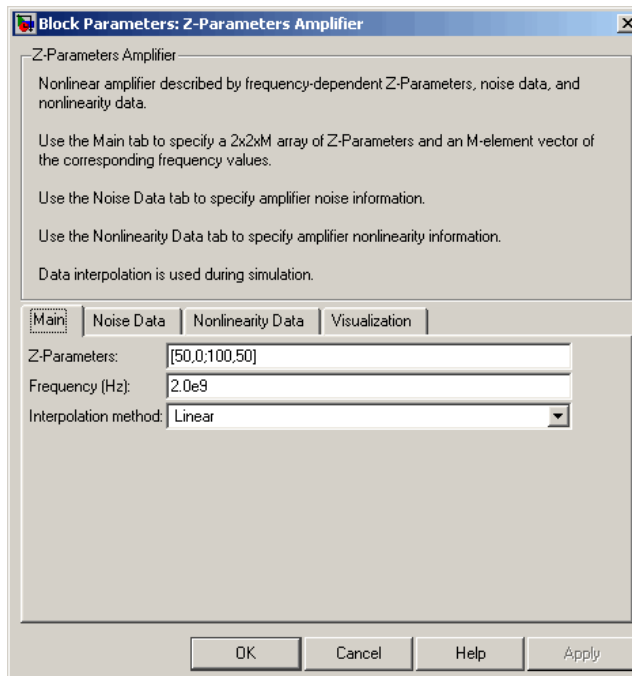 Block Parameters: Z-Parameters Amplifier
Z-Parameters Amplifier
Nonlinear amplifier described by frequency-dependent Z-Parameters, noise data, and
nonlinearity data.
Use the Main tab to specify a 2x2xM array of Z-Parameters and an M-element vector of
the corresponding frequency values.
Use the Noise Data tab to specify amplifier noise information.
Use the Nonlinearity Data tab to specify amplifier nonlinearity information.
Data interpolation is used during simulation.
Main Noise Data Nonlinearity Data Visualization
Z-Parameters: [50,0;100,50]
Frequency (Hz): 2.0e9
Interpolation method: Linear
OK Cancel Help Apply